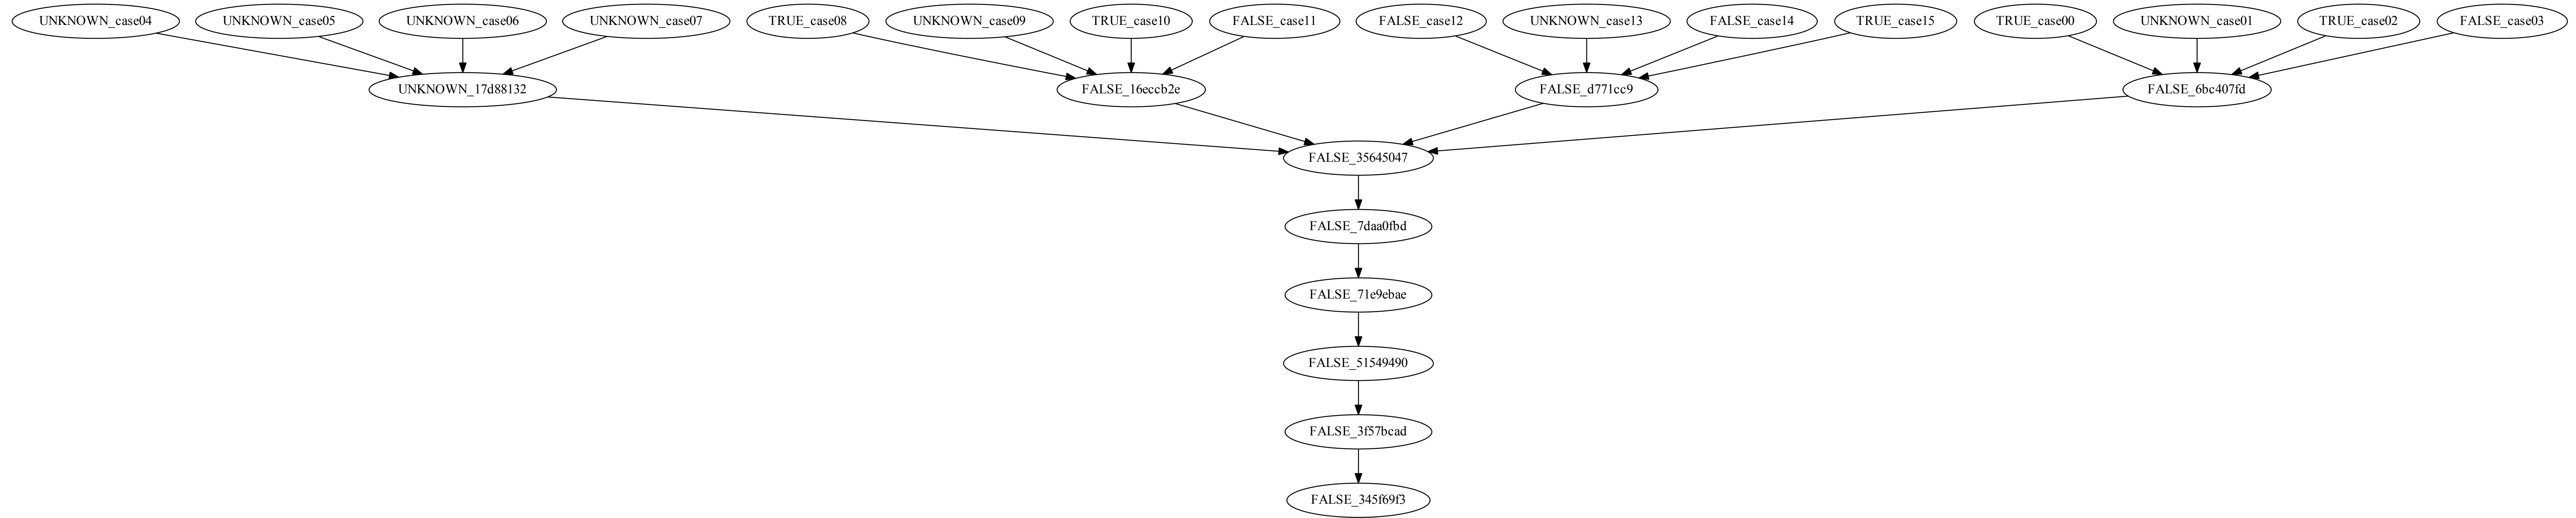 UNKNOWN_case04 UNKNOWN_case05 UNKNOWN_case06 UNKNOWN_case07 TRUE_case08 UNKNOWN_case09 TRUE_case10 FALSE_case11 FALSE_case12 UNKNOWN_case13 FALSE_case14 TRUE_case15 TRUE_case00 UNKNOWN_case01 TRUE_case02 FALSE_case03
UNKNOWN_17d88132 FALSE_16eccb2e FALSE_d771cc9 FALSE_6bc407fd
FALSE_35645047
FALSE_7daa0fbd
FALSE_71e9ebae
FALSE_51549490
FALSE_3f57bcad
FALSE_345f69f3